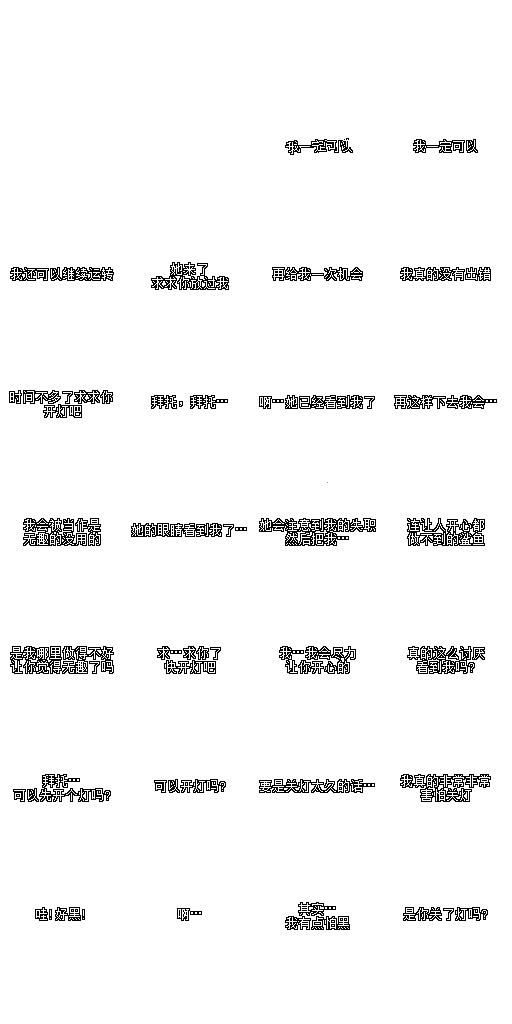 我一定可以
我一定可以
我还可以继续运转
她来了
求求你放过我
再给我一次机会
我真的没有出错
时间不多了求求你
开灯吧
拜托，拜托…
啊…她已经看到我了
再这样下去我会…
我会被当作是
无趣的没用的
她的眼睛看到我了…
她会注意到我的失职
然后把我…
连让人开心都
做不到的鲨鱼
是我哪里做得不好
让你觉得无趣了吗
求…求你了
快开灯吧
我…我会尽力
让你开心的
真的这么讨厌
看到我吗?
拜托…
可以先开个灯吗?
可以开灯吗?
要是关灯太久的话…
我真的非常非常
害怕关灯
哇!好黑!
啊…
其实…
我有点怕黑
是你关了灯吗?